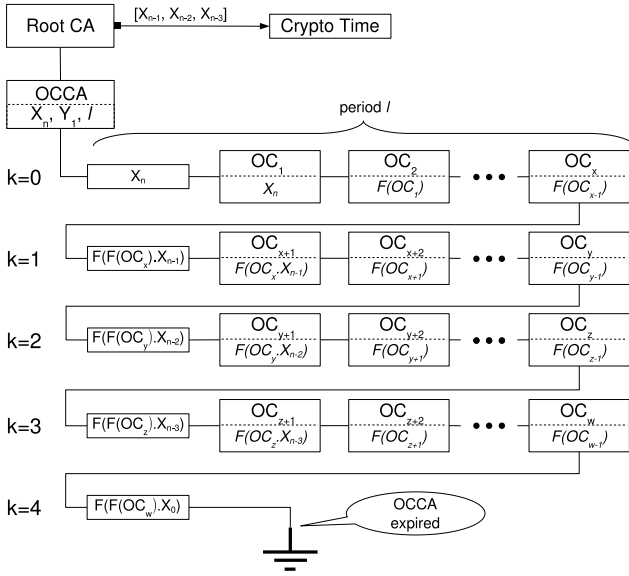 Root CA
[Xn-1, Xn-2, Xn-3]
Crypto Time
OCCA
Xn, Y1, l
period l
k=0
Xn
OC1
Xn
OC2
F(OC1)
•••
OCx
F(OCx-1)
k=1
F(F(OCx).Xn-1)
OCx+1
F(OCx.Xn-1)
OCx+2
F(OCx+1)
•••
OCy
F(OCy-1)
k=2
F(F(OCy).Xn-2)
OCy+1
F(OCy.Xn-2)
OCy+2
F(OCy+1)
•••
OCz
F(OCz-1)
k=3
F(F(OCz).Xn-3)
OCz+1
F(OCz.Xn-3)
OCz+2
F(OCz+1)
•••
OCw
F(OCw-1)
k=4
F(F(OCw).X0)
OCCA
expired